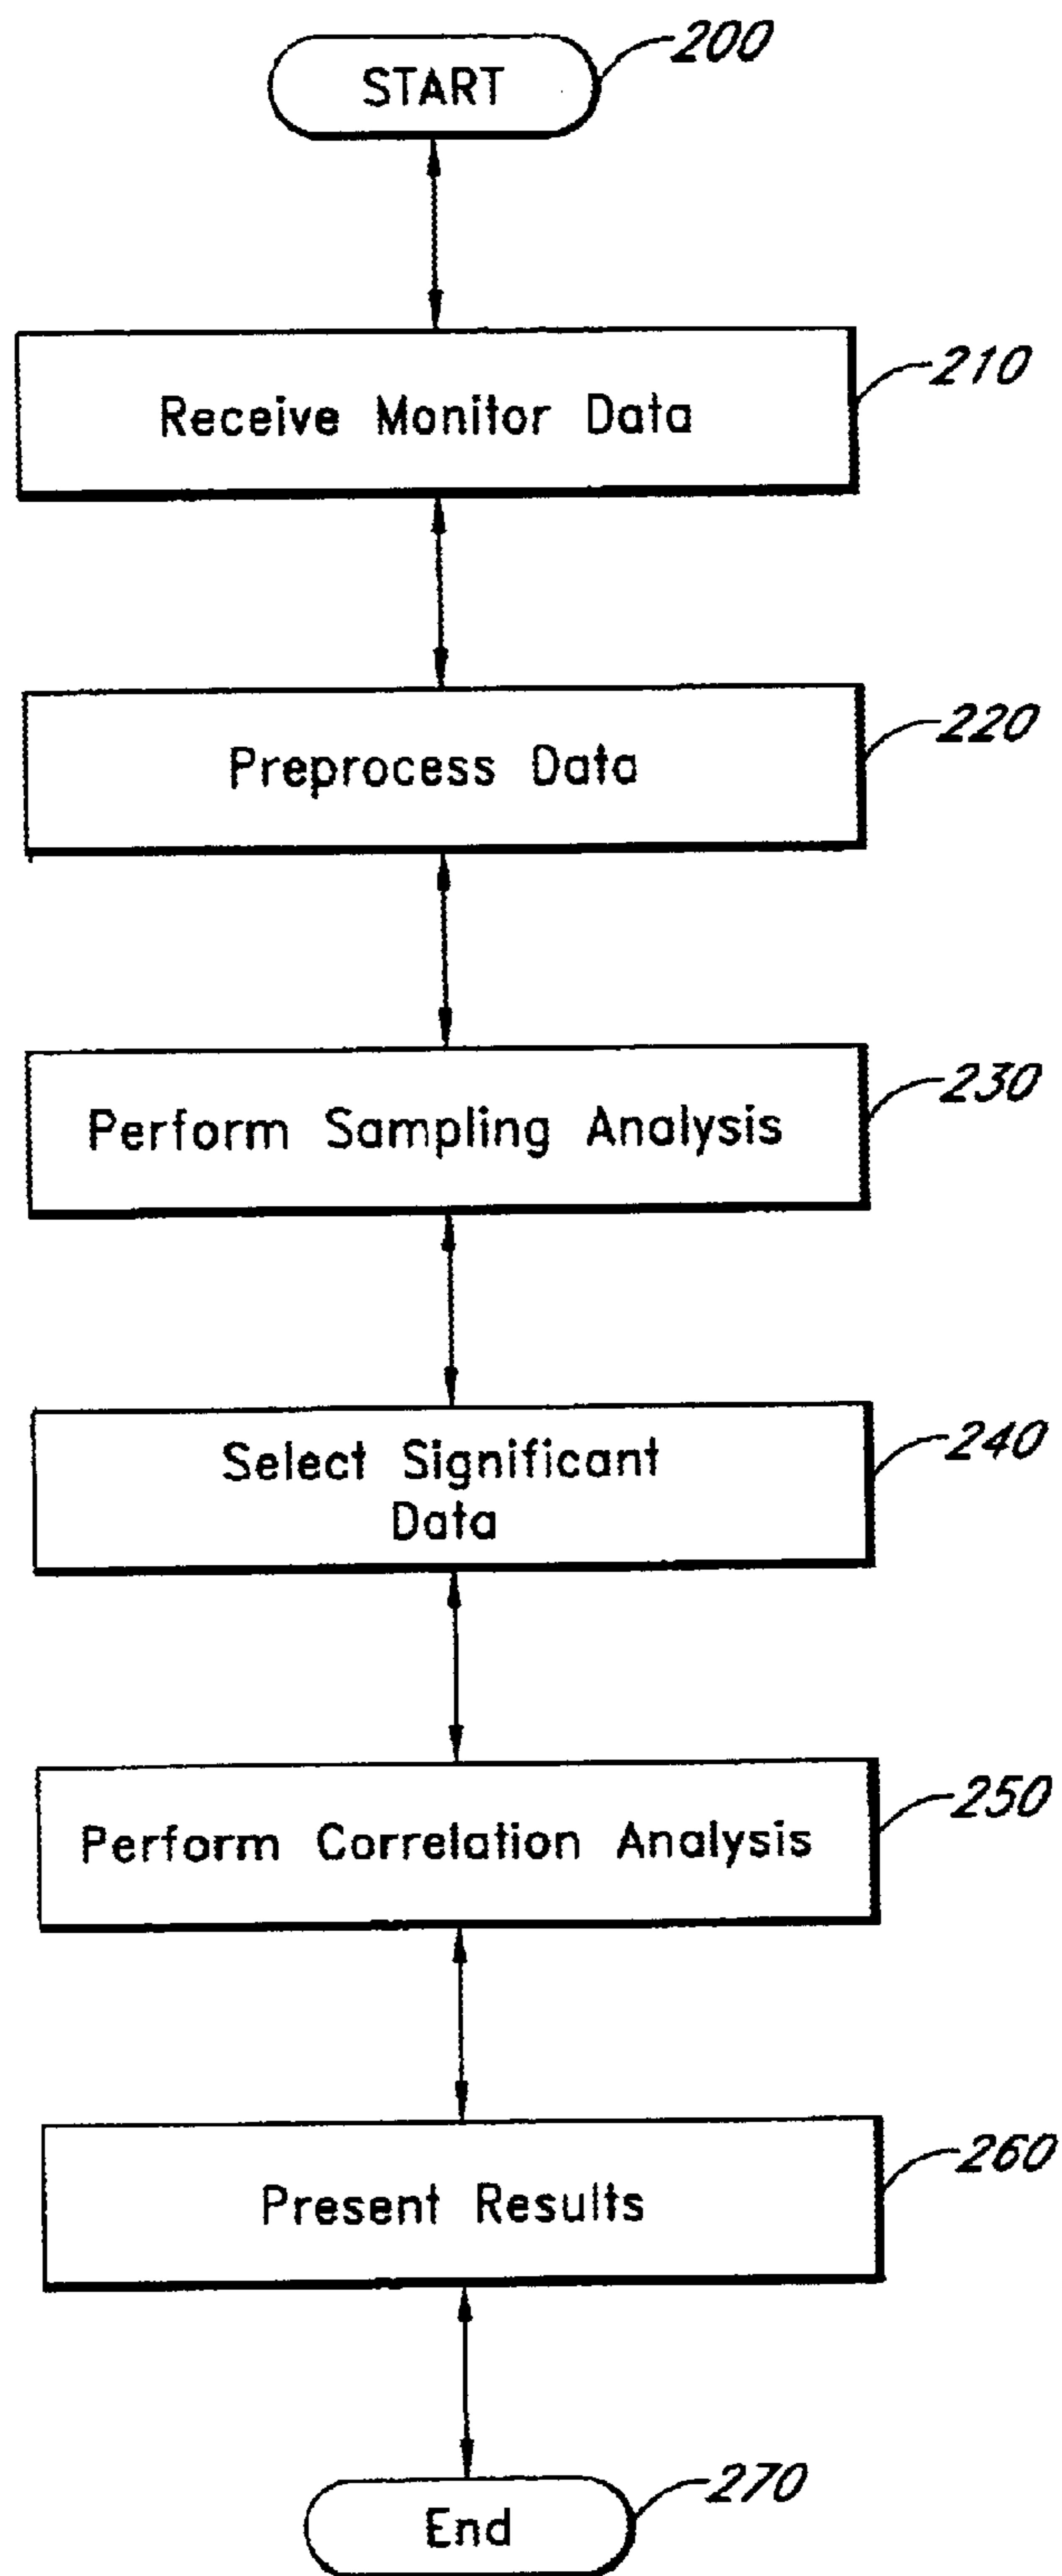 START
200
Receive Monitor Data
210
Preprocess Data
220
Perform Sampling Analysis
230
Select Significant
Data
240
Perform Correlation Analysis
250
Present Results
260
End
270